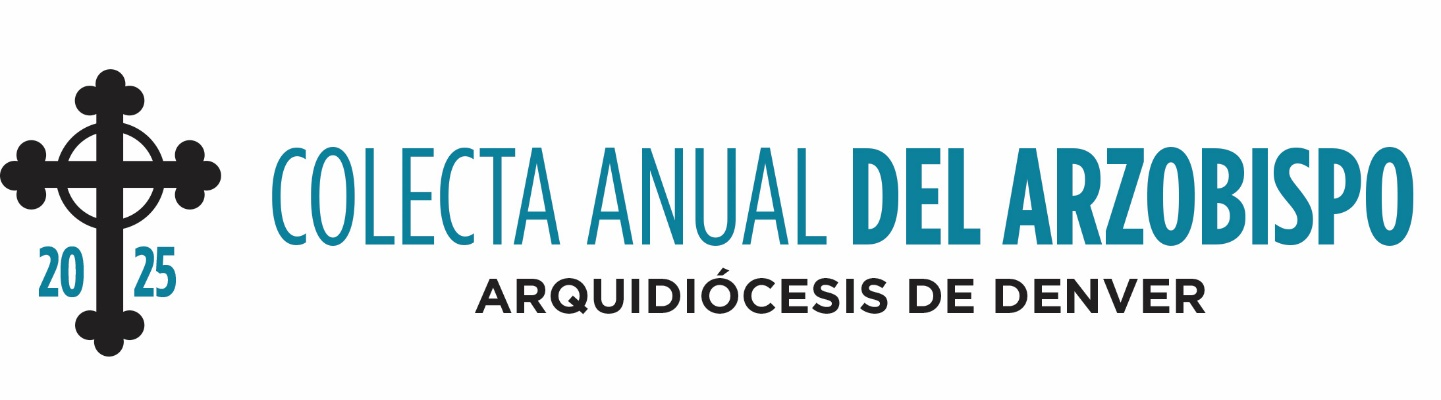 COLECTA ANUAL DEL ARZOBISPO
ARQUIDIÓCESIS DE DENVER
20 25